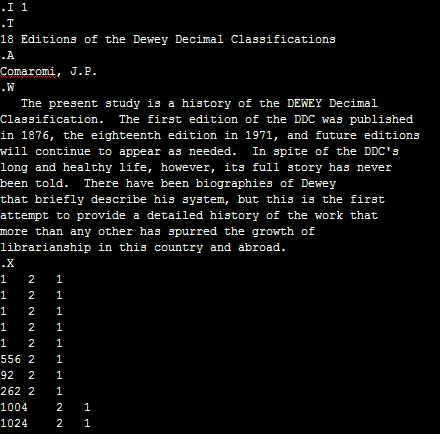 .I 1
.T
18 Editions of the Dewey Decimal Classifications
.A
Comaromi, J.P.
.W
   The present study is a history of the DEWEY Decimal
Classification.  The first edition of the DDC was published
in 1876, the eighteenth edition in 1971, and future editions
will continue to appear as needed.  In spite of the DDC's
long and healthy life, however, its full story has never
been told.  There have been biographies of Dewey
that briefly describe his system, but this is the first
attempt to provide a detailed history of the work that
more than any other has spurred the growth of
librarianship in this country and abroad.
.X
1	2	1
1	2	1
1	2	1
1	2	1
1	2	1
556	2	1
92	2	1
262	2	1
1004	2	1
1024	2	1